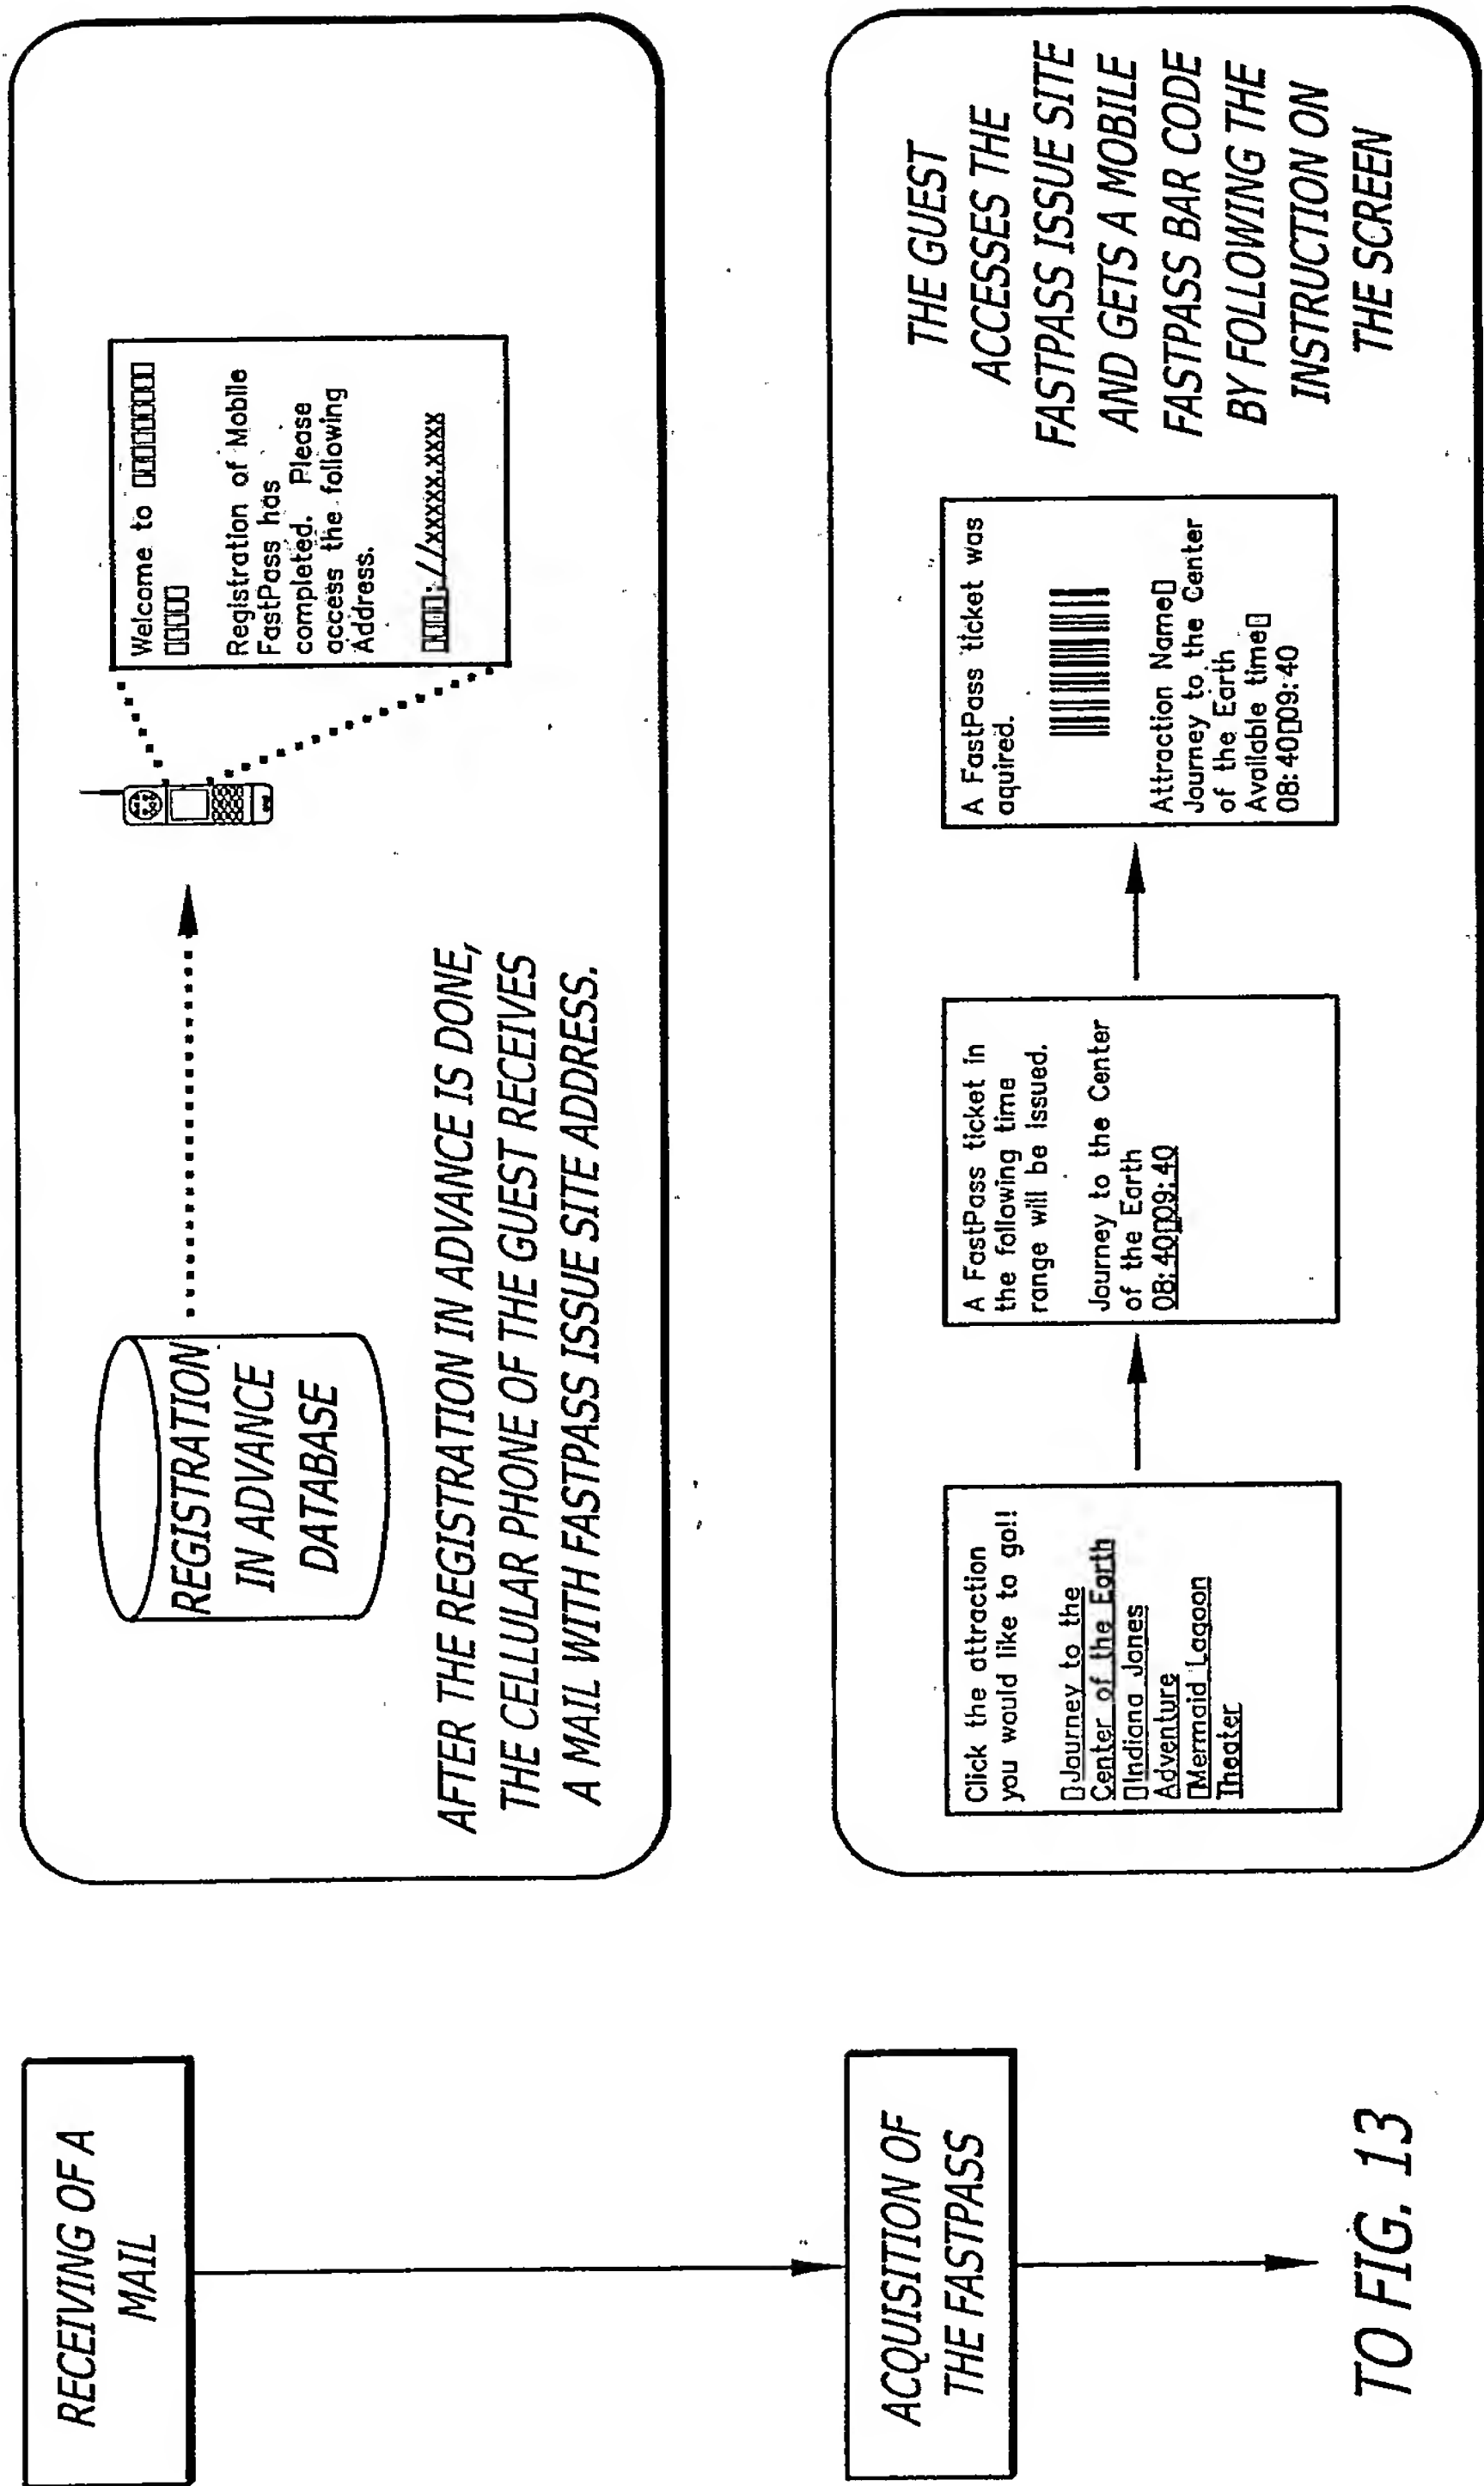 RECEIVING OF A
MAIL
REGISTRATION
IN ADVANCE
DATABASE
AFTER THE REGISTRATION IN ADVANCE IS DONE,
THE CELLULAR PHONE OF THE GUEST RECEIVES
A MAIL WITH FASTPASS ISSUE SITE ADDRESS.
Welcome to ▯▯▯▯▯▯▯▯▯
▯▯▯▯▯
Registration of Mobile
FastPass has
completed. Please
access the following
Address.
▯▯▯▯://xxxx.xxxx
ACQUISITION OF
THE FASTPASS
Click the attraction
you would like to go!!
▯Journey to the
Center of the Earth
▯Indiana Jones
Adventure
▯Mermaid Lagoon
Theater
A FastPass ticket in
the following time
range will be issued.
Journey to the Center
of the Earth
08:40▯09:40
A FastPass ticket was
aquired.
Attraction Name▯
Journey to the Center
of the Earth
Available time▯
08:40▯09:40
THE GUEST
ACCESSES THE
FASTPASS ISSUE SITE
AND GETS A MOBILE
FASTPASS BAR CODE
BY FOLLOWING THE
INSTRUCTION ON
THE SCREEN
TO FIG. 13